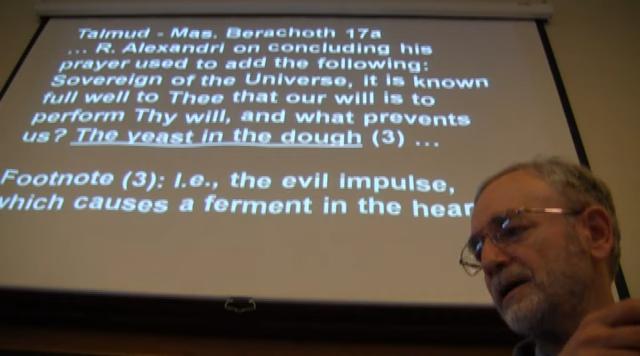 Talmud - Mas. Berachoth 17a
... R. Alexandri on concluding his
prayer used to add the following:
Sovereign of the Universe, it is known
full well to Thee that our will is to
perform Thy will, and what prevents
us? The yeast in the dough (3) ...
Footnote (3): I.e., the evil impulse,
which causes a ferment in the hear